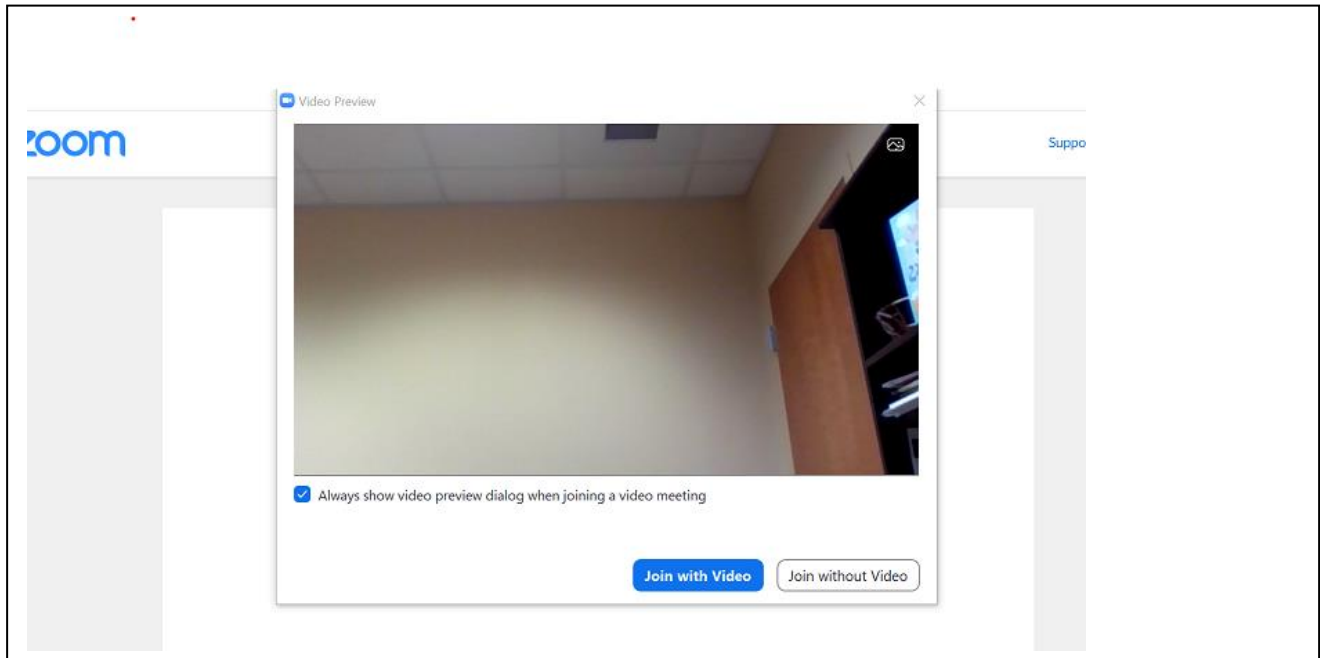 Video Preview
zoom
Suppo
Always show video preview dialog when joining a video meeting
Join with Video
Join without Video